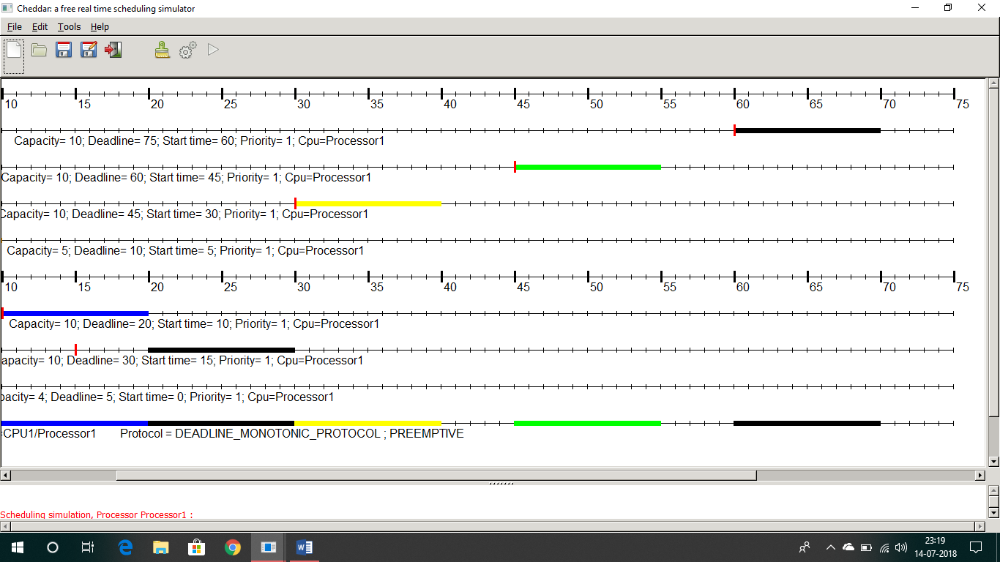 Cheddar: a free real time scheduling simulator
File Edit Tools Help
10 15 20 25 30 35 40 45 50 55 60 65 70 75
Capacity= 10; Deadline= 75; Start time= 60; Priority= 1; Cpu=Processor1
Capacity= 10; Deadline= 60; Start time= 45; Priority= 1; Cpu=Processor1
Capacity= 10; Deadline= 45; Start time= 30; Priority= 1; Cpu=Processor1
Capacity= 5; Deadline= 10; Start time= 5; Priority= 1; Cpu=Processor1
10 15 20 25 30 35 40 45 50 55 60 65 70 75
Capacity= 10; Deadline= 20; Start time= 10; Priority= 1; Cpu=Processor1
apacity= 10; Deadline= 30; Start time= 15; Priority= 1; Cpu=Processor1
pacity= 4; Deadline= 5; Start time= 0; Priority= 1; Cpu=Processor1
=CPU1/Processor1 Protocol = DEADLINE_MONOTONIC_PROTOCOL ; PREEMPTIVE
Scheduling simulation, Processor Processor1 :
23:19
14-07-2018